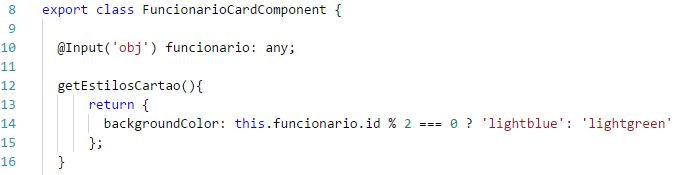 8 export class FuncionarioCardComponent {
9
10 @Input('obj') funcionario: any;
11
12 getEstilosCartao(){
13 return {
14 backgroundColor: this.funcionario.id % 2 === 0 ? 'lightblue': 'lightgreen'
15 };
16 }